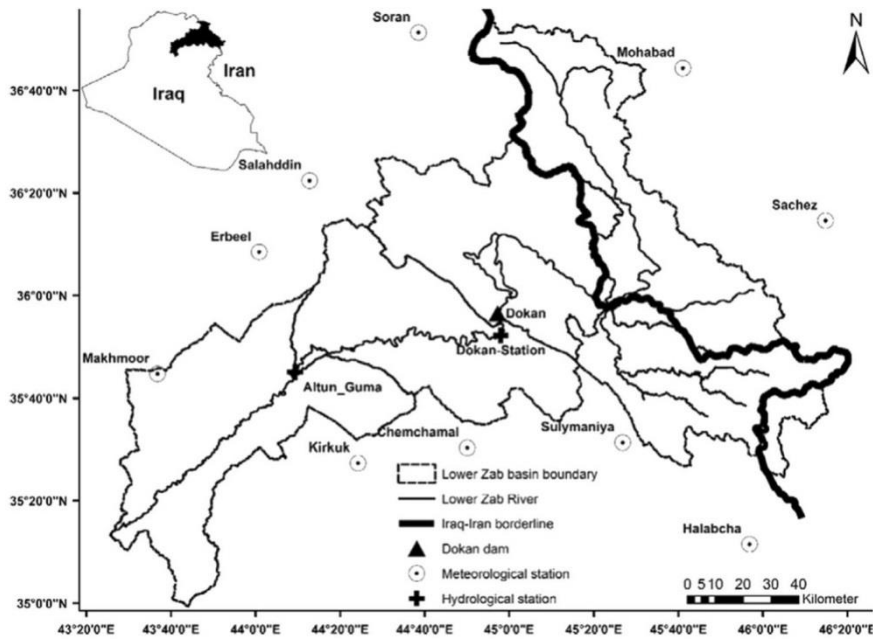 Soran
N
Mohabad
Iran
Iraq
36°40'0"N
Salahddin
36°20'0"N
Sachez
Erbeel
36°0'0"N
Dokan
Dokan-Station
Makhmoor
Altun_Guma
35°40'0"N
Chemchamal
Sulymaniya
Kirkuk
Lower Zab basin boundary
35°20'0"N
Lower Zab River
Iraq-Iran borderline
Halabcha
Dokan dam
Meteorological station
0 5 10 20 30 40
Kilometer
35°0'0"N
Hydrological station
43°20'0"E 43°40'0"E 44°0'0"E 44°20'0"E 44°40'0"E 45°0'0"E 45°20'0"E 45°40'0"E 46°0'0"E 46°20'0"E